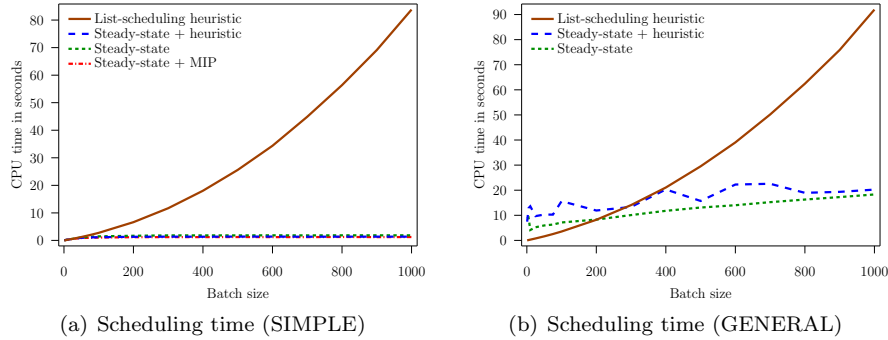 CPU time in seconds
80
70
60
50
40
30
20
10
0
List-scheduling heuristic
Steady-state + heuristic
Steady-state
Steady-state + MIP
0 200 400 600 800 1000
Batch size
(a) Scheduling time (SIMPLE)
CPU time in seconds
90
80
70
60
50
40
30
20
10
0
List-scheduling heuristic
Steady-state + heuristic
Steady-state
0 200 400 600 800 1000
Batch size
(b) Scheduling time (GENERAL)